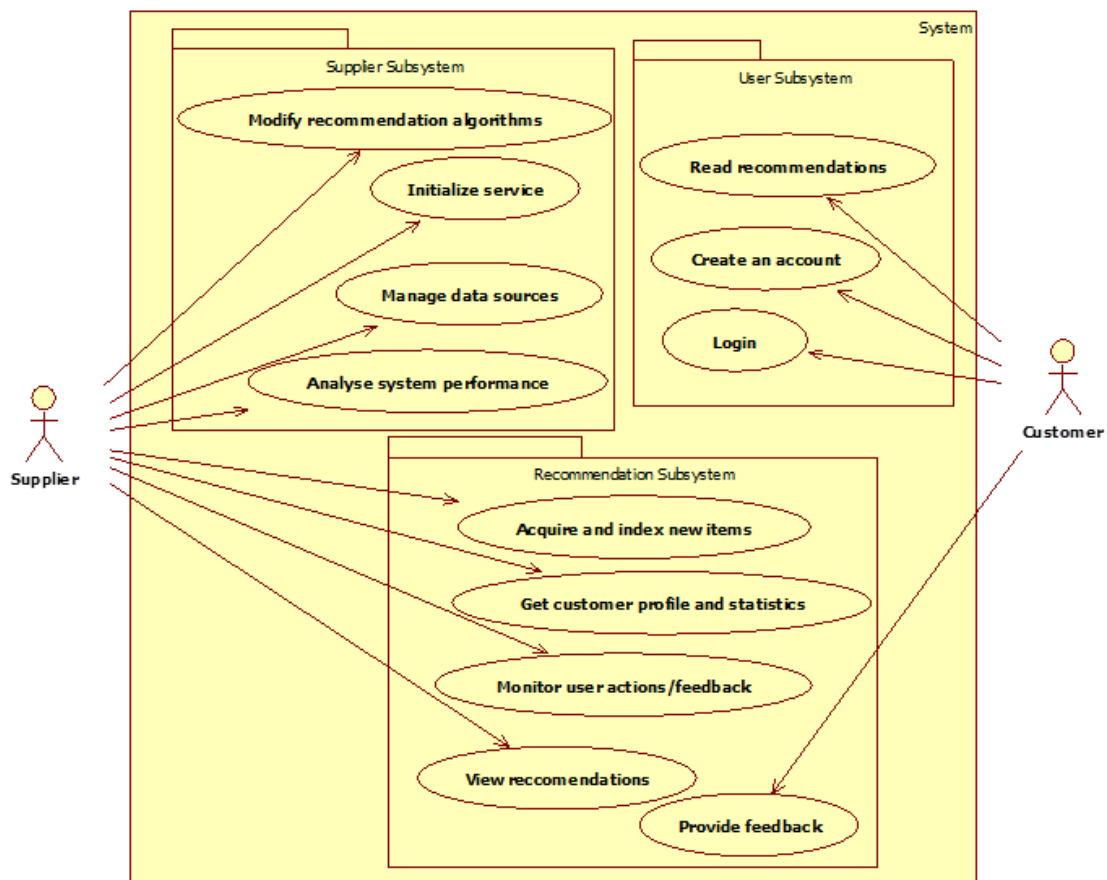 System
Supplier Subsystem
Modify recommendation algorithms
Initialize service
Manage data sources
Analyse system performance
User Subsystem
Read recommendations
Create an account
Login
Supplier
Customer
Recommendation Subsystem
Acquire and index new items
Get customer profile and statistics
Monitor user actions/feedback
View reccomendations
Provide feedback